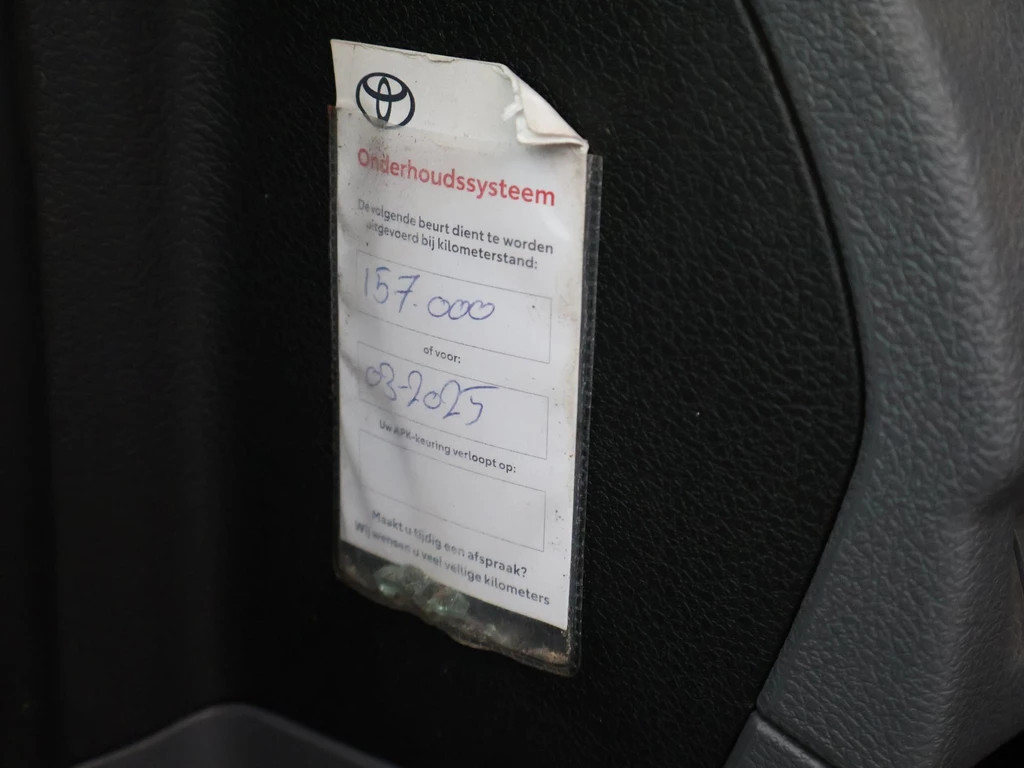 Onderhoudssysteem
De volgende beurt dient te worden
uitgevoerd bij kilometerstand:
157.000
of voor:
03-2025
Uw APK-keuring verloopt op:
Maakt u tijdig een afspraak?
Wij wensen u veel veilige kilometers